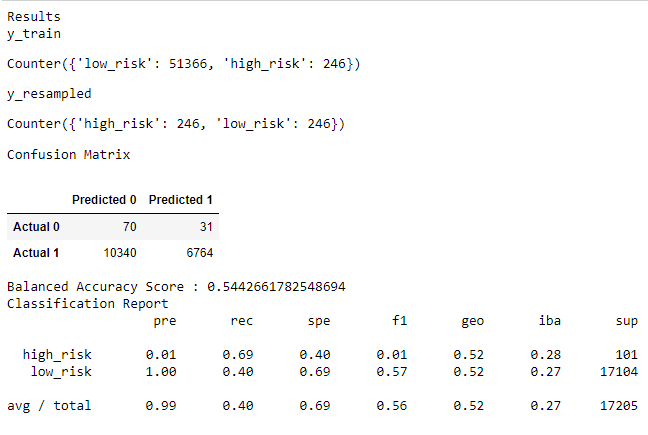 Results
y_train
Counter({'low_risk': 51366, 'high_risk': 246})
y_resampled
Counter({'high_risk': 246, 'low_risk': 246})
Confusion Matrix
Predicted 0 Predicted 1
Actual 0 70 31
Actual 1 10340 6764
Balanced Accuracy Score : 0.5442661782548694
Classification Report
pre rec spe f1 geo iba sup
high_risk 0.01 0.69 0.40 0.01 0.52 0.28 101
low_risk 1.00 0.40 0.69 0.57 0.52 0.27 17104
avg / total 0.99 0.40 0.69 0.56 0.52 0.27 17205